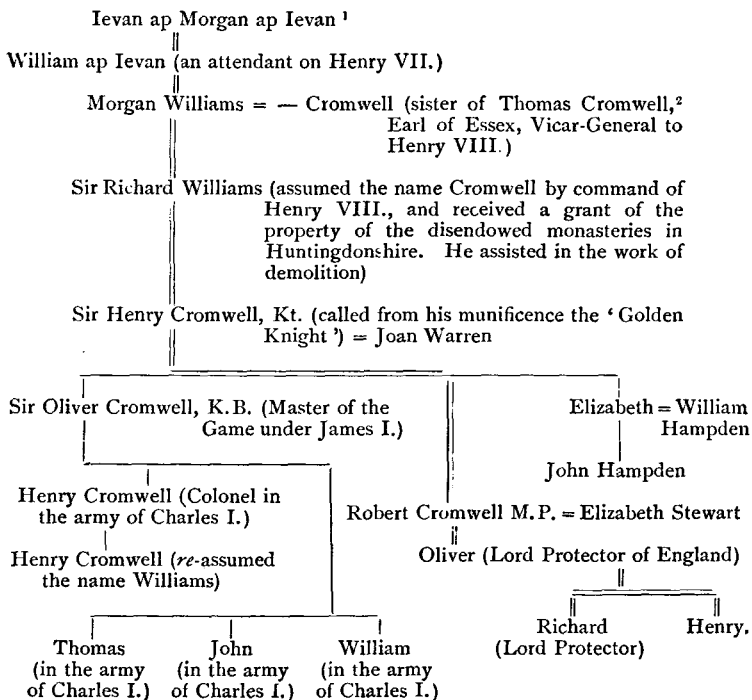 Ievan ap Morgan ap Ievan ¹
William ap Ievan (an attendant on Henry VII.)
Morgan Williams = — Cromwell (sister of Thomas Cromwell,²
Earl of Essex, Vicar-General to
Henry VIII.)
Sir Richard Williams (assumed the name Cromwell by command of
Henry VIII., and received a grant of the
property of the disendowed monasteries in
Huntingdonshire. He assisted in the work of
demolition)
Sir Henry Cromwell, Kt. (called from his munificence the ‘ Golden
Knight ’) = Joan Warren
Sir Oliver Cromwell, K.B. (Master of the
Game under James I.)
Elizabeth = William
Hampden
John Hampden
Henry Cromwell (Colonel in
the army of Charles I.)
Robert Cromwell M.P. = Elizabeth Stewart
Henry Cromwell (re-assumed
the name Williams)
Oliver (Lord Protector of England)
Richard
(Lord Protector)
Henry.
Thomas
(in the army
of Charles I.)
John
(in the army
of Charles I.)
William
(in the army
of Charles I.)